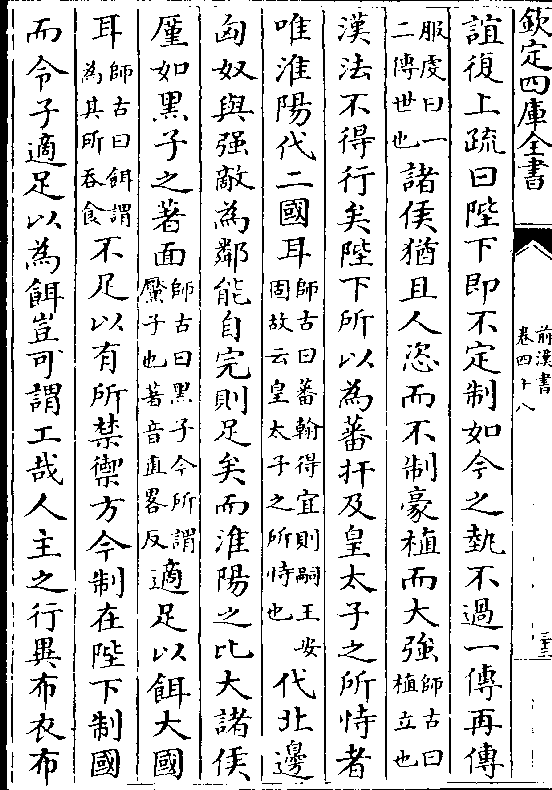 欽定四庫全書
前漢書
卷四十八
三十三
誼復上疏曰陛下即不定制如今之埶不過一傳再傳
服虔曰一
二傳世也
諸侯猶且人恣而不制豪植而大強
師古曰
植立也
漢法不得行矣陛下所以為蕃扞及皇太子之所恃者
唯淮陽代二國耳
師古曰蕃翰得宜則嗣王安
固故云皇太子之所恃也
代北邊
匈奴與强敵為鄰能自完則足矣而淮陽之比大諸侯
廑如黒子之著面
師古曰黒子今所謂
黶子也著音直畧反
適足以餌大國
耳
師古曰餌謂
為其所吞食
不足以有所禁禦方今制在陛下制國
而令子適足以為餌豈可謂工哉人主之行異布衣布